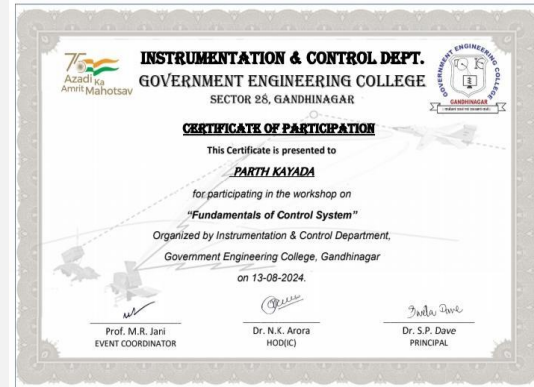 75
Azadi Ka
Amrit Mahotsav
INSTRUMENTATION & CONTROL DEPT.
GOVERNMENT ENGINEERING COLLEGE
SECTOR 28, GANDHINAGAR
GOVERNMENT ENGINEERING COLLEGE
GANDHINAGAR
CERTIFICATE OF PARTICIPATION
This Certificate is presented to
PARTH KAYADA
for participating in the workshop on
“Fundamentals of Control System”
Organized by Instrumentation & Control Department,
Government Engineering College, Gandhinagar
on 13-08-2024.
Prof. M.R. Jani
EVENT COORDINATOR
Dr. N.K. Arora
HOD(IC)
Dr. S.P. Dave
PRINCIPAL